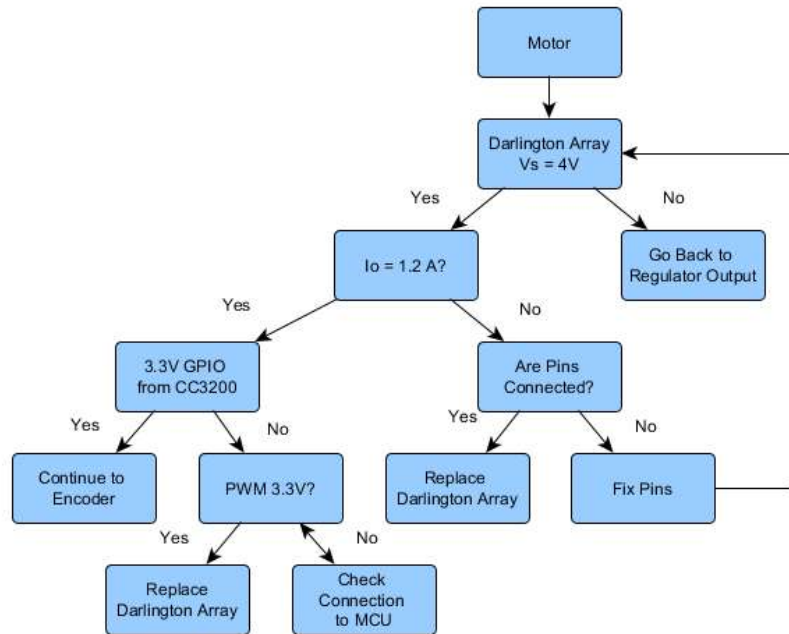 Motor
Darlington Array
Vs = 4V
Yes
No
Io = 1.2 A?
Go Back to
Regulator Output
Yes
No
3.3V GPIO
from CC3200
Are Pins
Connected?
Yes
No
Yes
No
Continue to
Encoder
PWM 3.3V?
Replace
Darlington Array
Fix Pins
Yes
No
Replace
Darlington Array
Check
Connection
to MCU